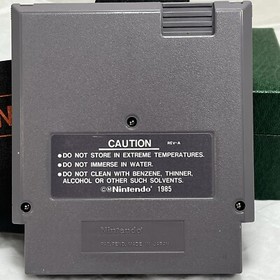 CAUTION
REV-A
●DO NOT STORE IN EXTREME TEMPERATURES.
●DO NOT IMMERSE IN WATER.
●DO NOT CLEAN WITH BENZENE, THINNER,
ALCOHOL OR OTHER SUCH SOLVENTS.
©Nintendo® 1985
Nintendo